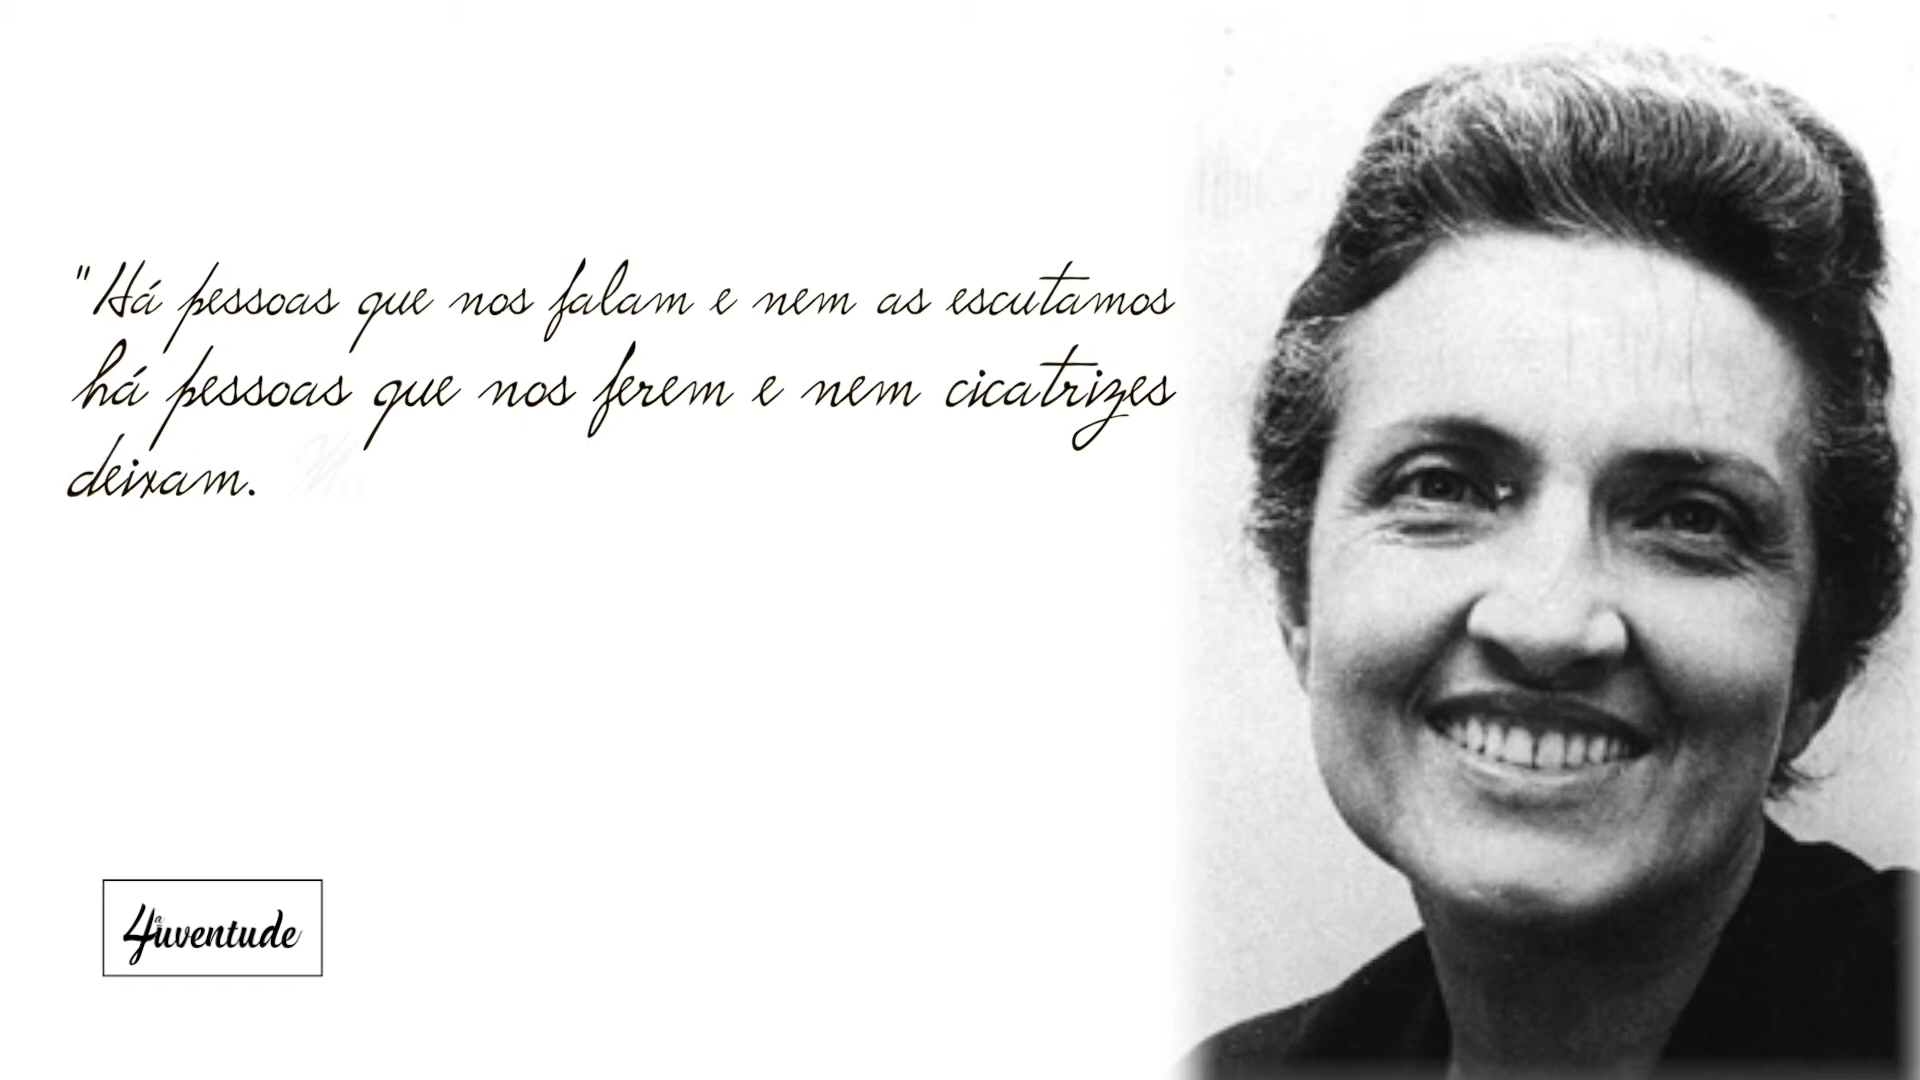 "Há pessoas que nos falam e nem as escutamos
há pessoas que nos ferem e nem cicatrizes
deixam.
4ª
Juventude